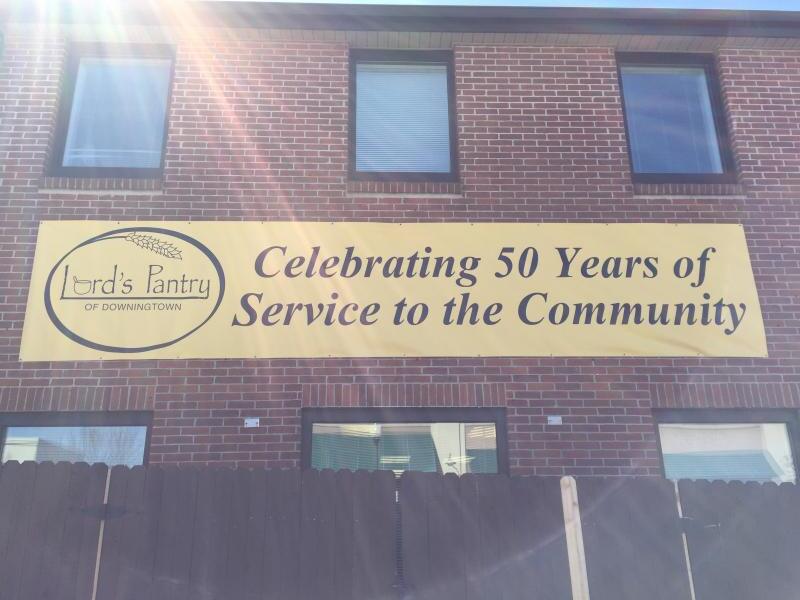 Lord's Pantry
OF DOWNINGTOWN
Celebrating 50 Years of
Service to the Community